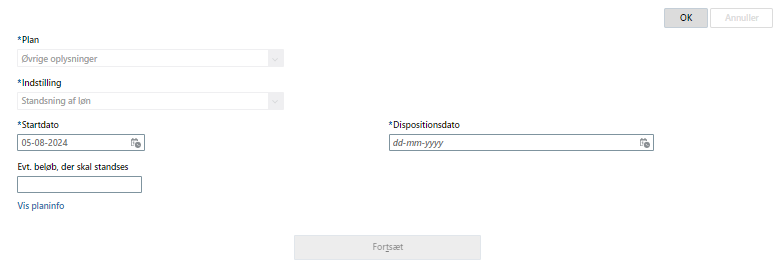 OK Annuller
*Plan
Øvrige oplysninger
*Indstilling
Standsning af løn
*Startdato *Dispositionsdato
05-08-2024 dd-mm-yyyy
Evt. beløb, der skal standses
Vis planinfo
Fortsæt